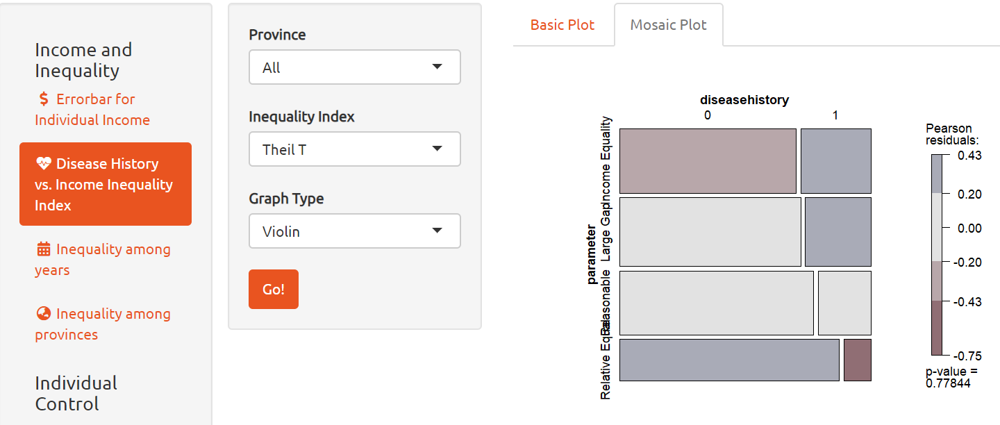 Income and
Inequality
Errorbar for
Individual Income
Disease History
vs. Income Inequality
Index
Inequality among
years
Inequality among
provinces
Individual
Control
Province
All
Inequality Index
Theil T
Graph Type
Violin
Go!
Basic Plot
Mosaic Plot
diseasehistory
0 1
parameter
Income Equality
Large Gap
Reasonable
Relative Equal
Pearson
residuals:
0.43
0.20
0.00
-0.20
-0.43
-0.75
p-value =
0.77844